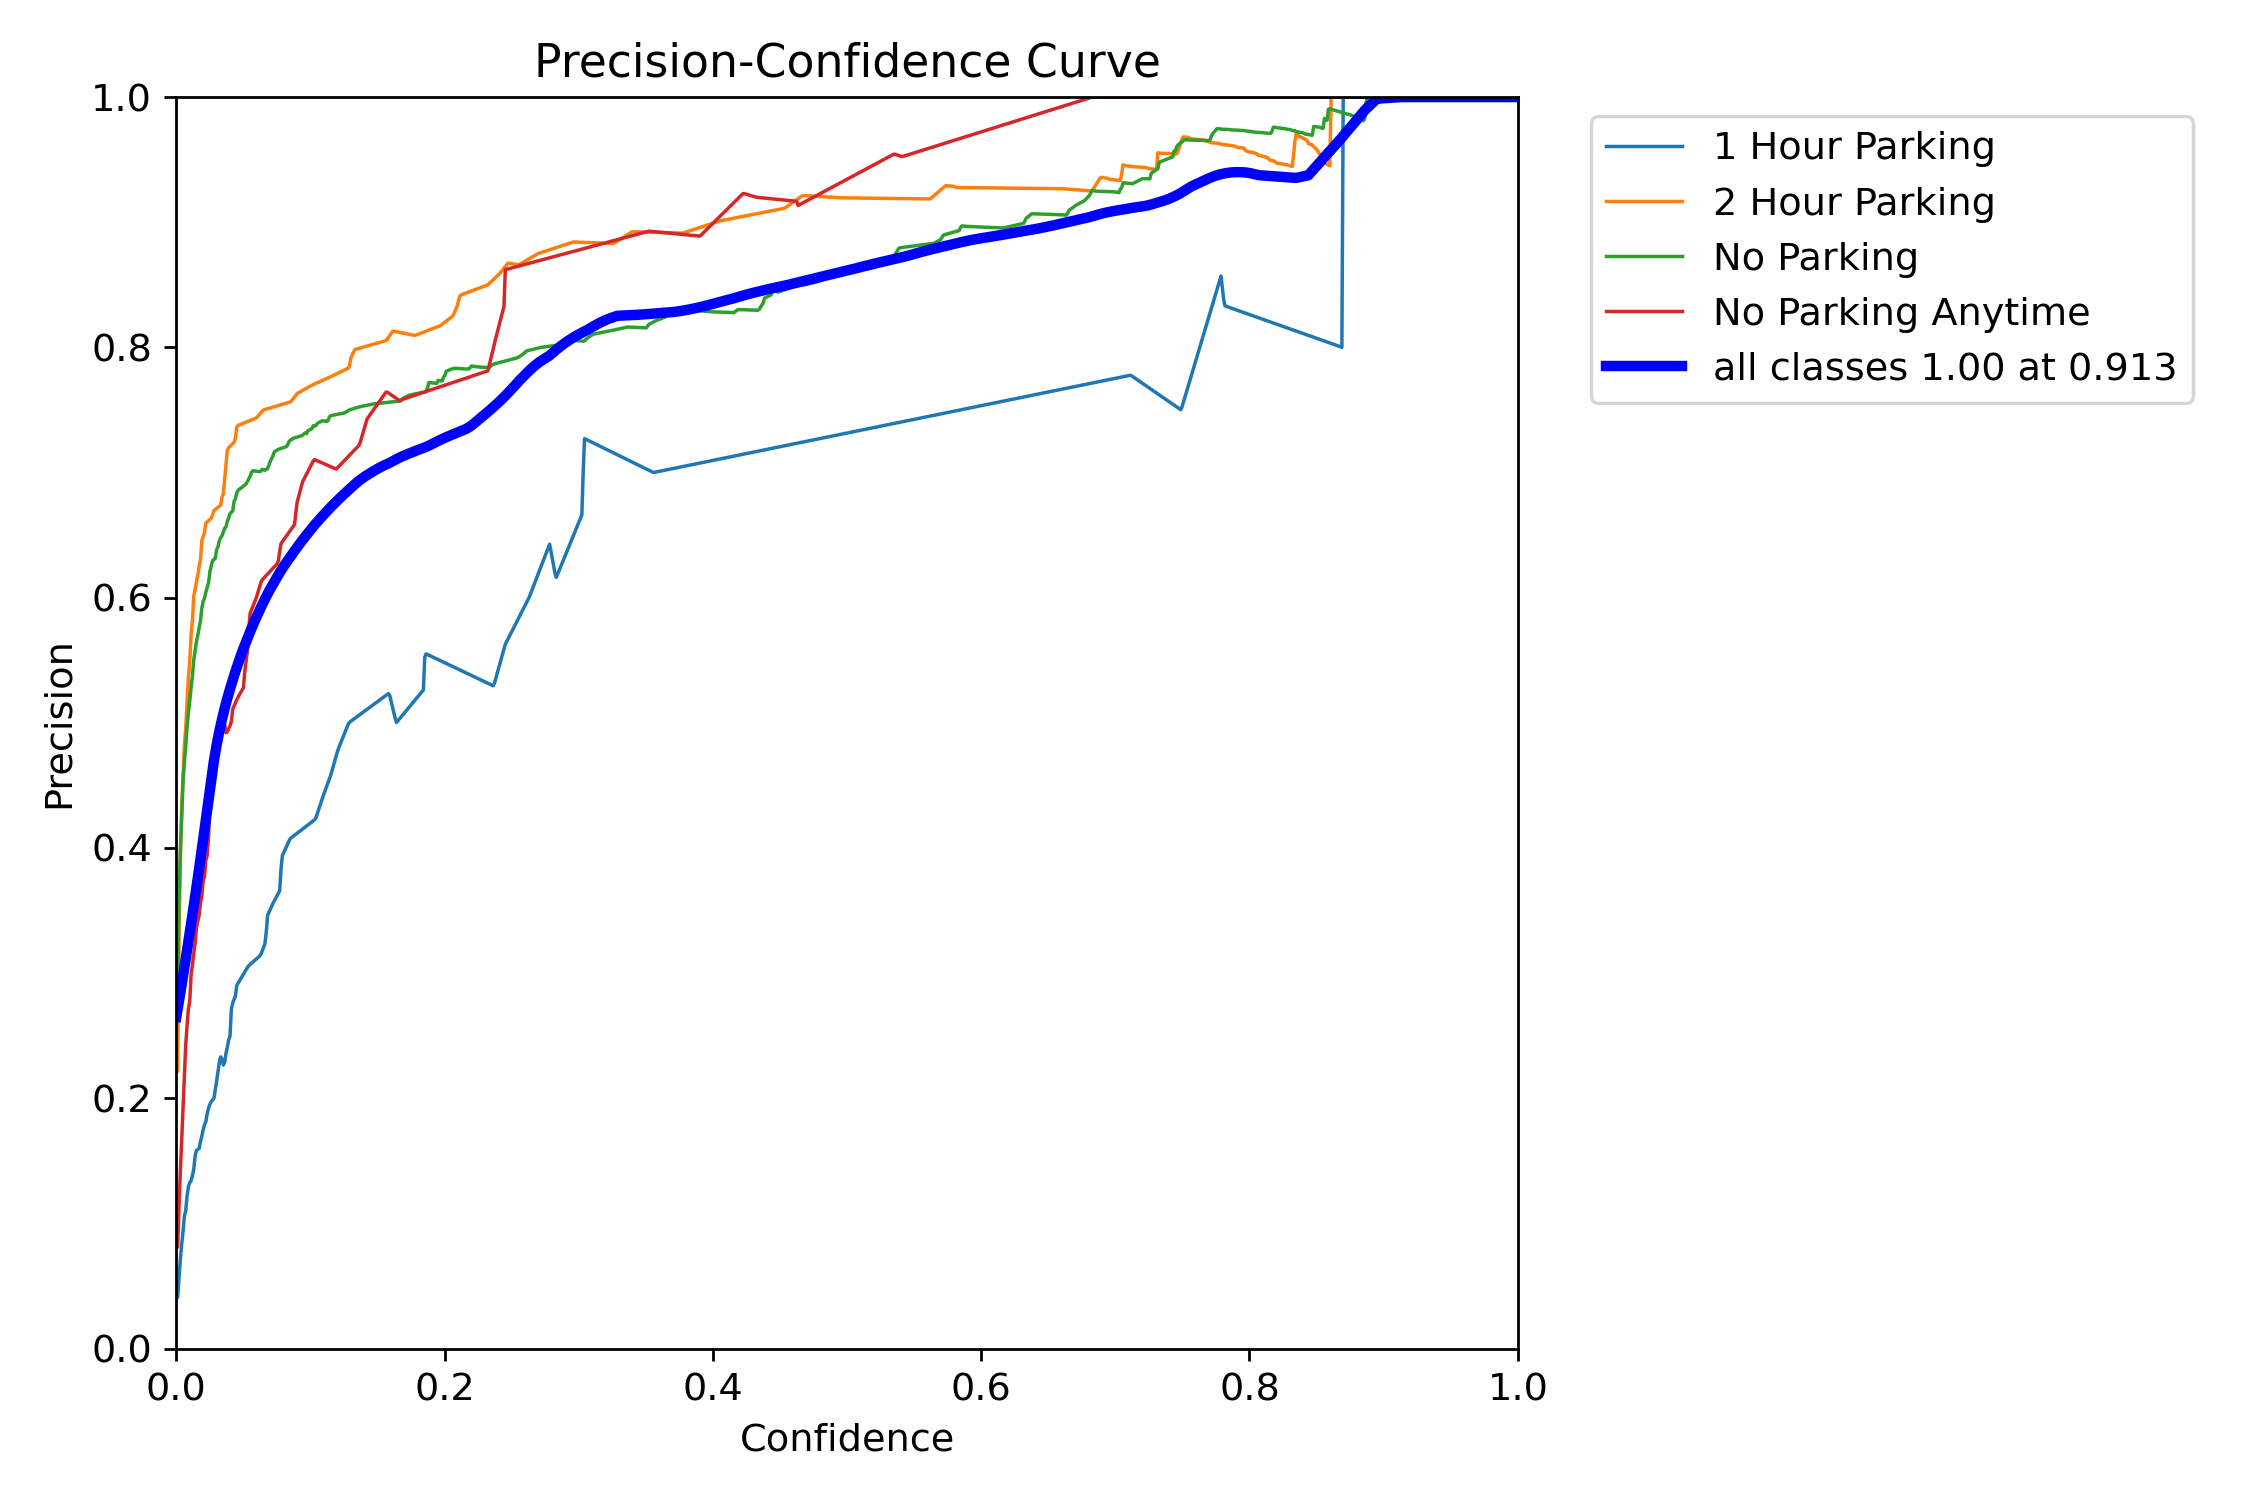 Precision-Confidence Curve
1.0
0.8
0.6
0.4
0.2
0.0
Precision
0.0 0.2 0.4 0.6 0.8 1.0
Confidence
1 Hour Parking
2 Hour Parking
No Parking
No Parking Anytime
all classes 1.00 at 0.913